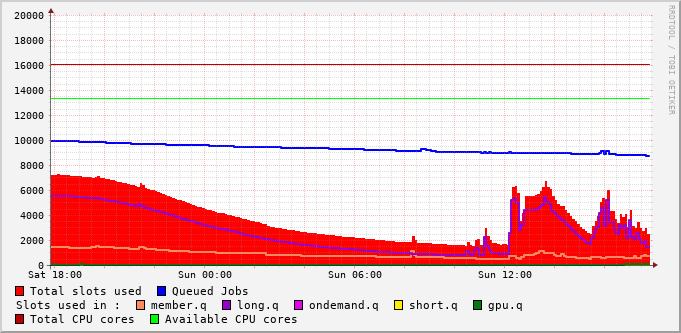 20000
18000
16000
14000
12000
10000
8000
6000
4000
2000
0
Sat 18:00 Sun 00:00 Sun 06:00 Sun 12:00
RRDTOOL / TOBI OETIKER
Total slots used Queued Jobs
Slots used in : member.q long.q ondemand.q short.q gpu.q
Total CPU cores Available CPU cores